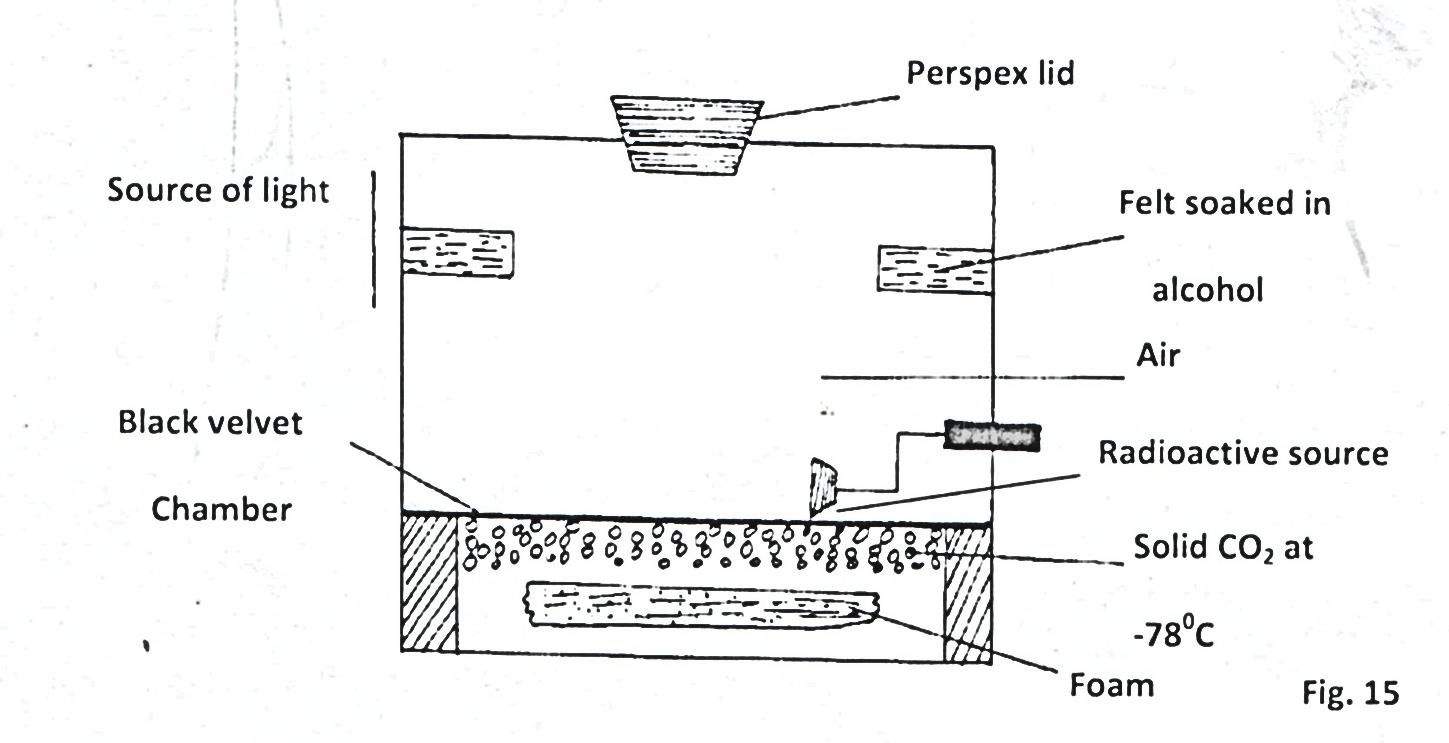 Perspex lid
Source of light
Felt soaked in
alcohol
Air
Black velvet
Chamber
Radioactive source
Solid CO₂ at
-78⁰C
Foam
Fig. 15